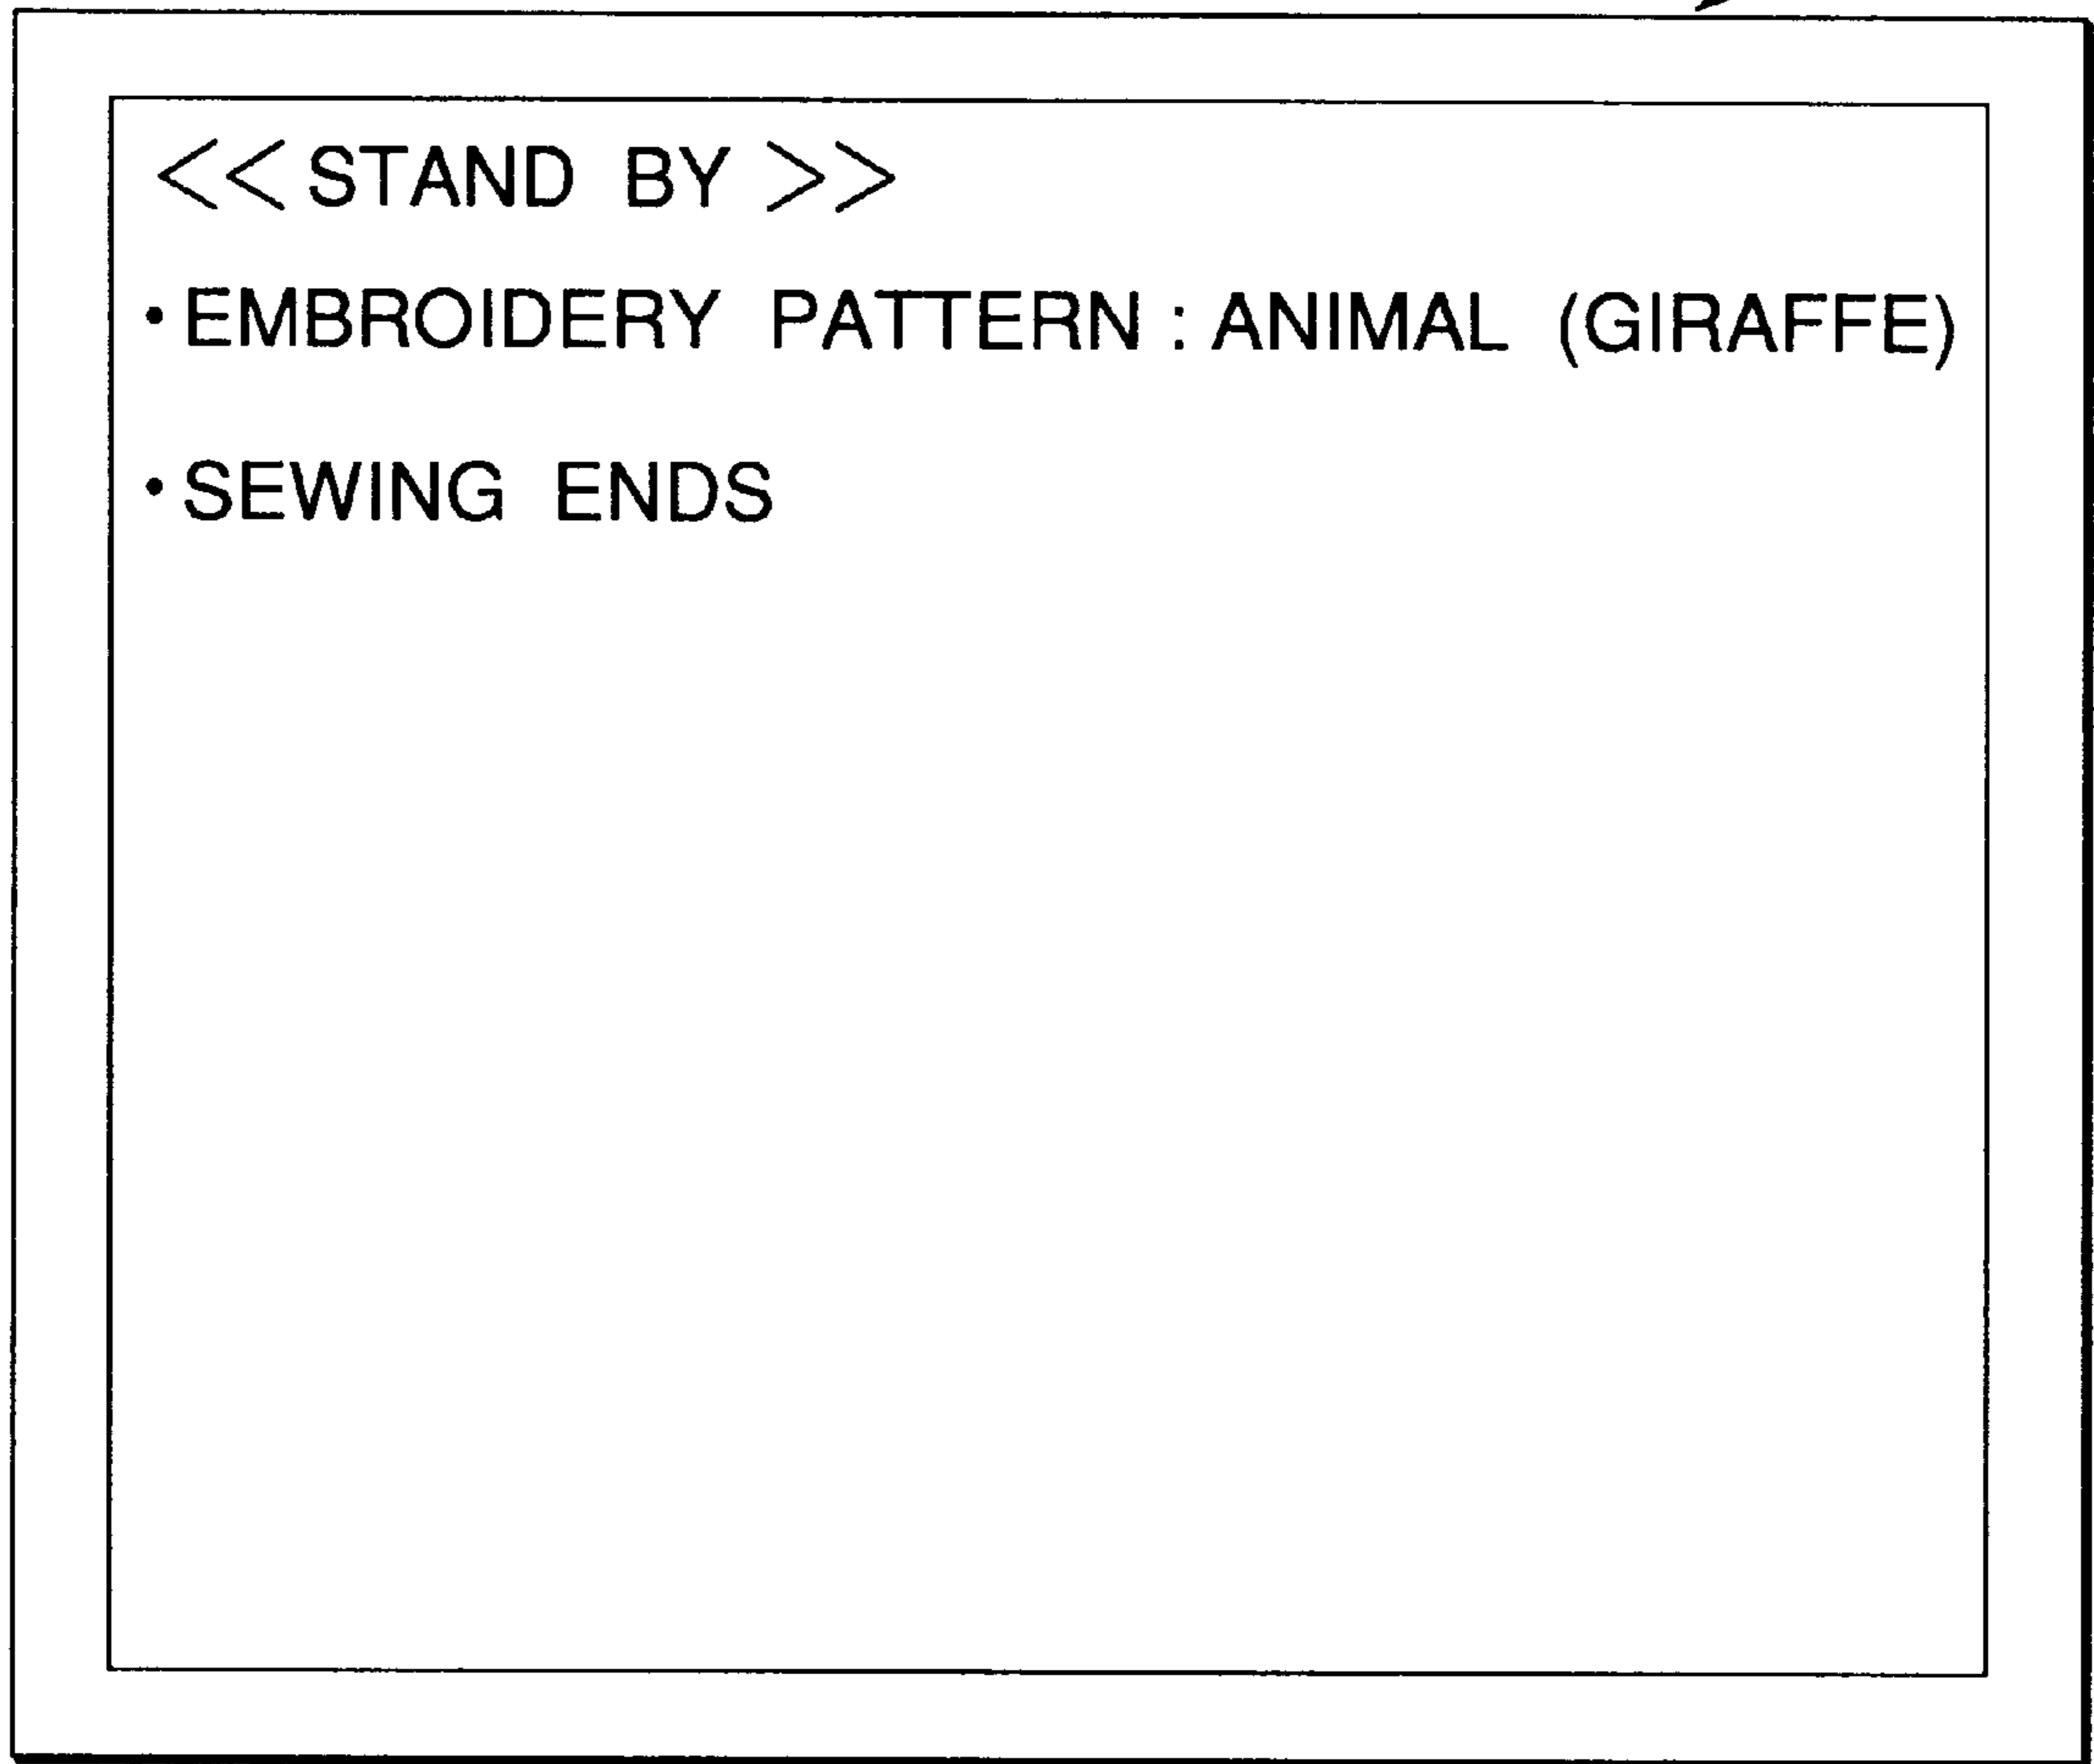 <<STAND BY>>
•EMBROIDERY PATTERN : ANIMAL (GIRAFFE)
•SEWING ENDS